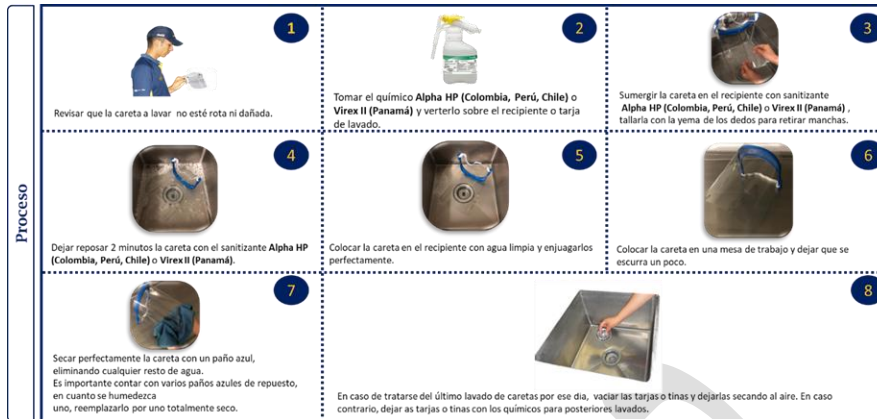 Proceso
1
Revisar que la careta a lavar no esté rota ni dañada.
2
Tomar el químico Alpha HP (Colombia, Perú, Chile) o
Virex II (Panamá) y verterlo sobre el recipiente o tarja
de lavado.
3
Sumergir la careta en el recipiente con sanitizante
Alpha HP (Colombia, Perú, Chile) o Virex II (Panamá) ,
tallarla con la yema de los dedos para retirar manchas.
4
Dejar reposar 2 minutos la careta con el sanitizante Alpha HP
(Colombia, Perú, Chile) o Virex II (Panamá).
5
Colocar la careta en el recipiente con agua limpia y enjuagarlos
perfectamente.
6
Colocar la careta en una mesa de trabajo y dejar que se
escurra un poco.
7
Secar perfectamente la careta con un paño azul,
eliminando cualquier resto de agua.
Es importante contar con varios paños azules de repuesto,
en cuanto se humedezca
uno, reemplazarlo por uno totalmente seco.
8
En caso de tratarse del último lavado de caretas por ese dia, vaciar las tarjas o tinas y dejarlas secando al aire. En caso
contrario, dejar as tarjas o tinas con los químicos para posteriores lavados.